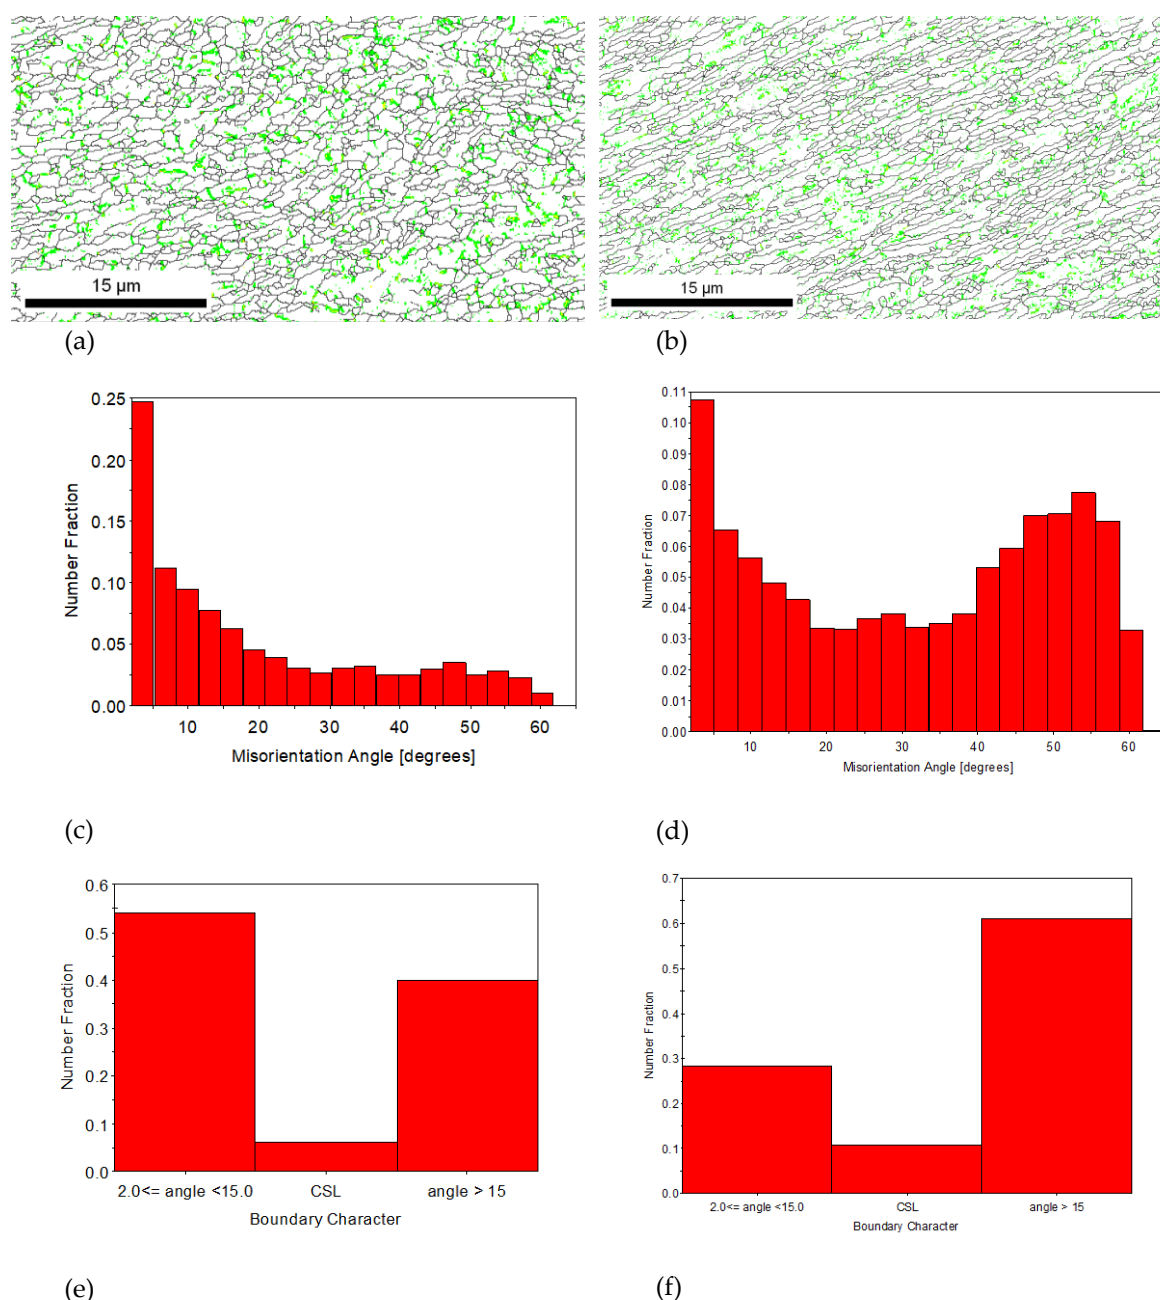 15 µm
15 µm
(a)
(b)
0.25
0.20
0.15
0.10
0.05
0.00
Number Fraction
10 20 30 40 50 60
Misorientation Angle [degrees]
0.11
0.10
0.09
0.08
0.07
0.06
0.05
0.04
0.03
0.02
0.01
0.00
Number Fraction
10 20 30 40 50 60
Misorientation Angle [degrees]
(c)
(d)
0.6
0.5
0.4
0.3
0.2
0.1
0.0
Number Fraction
2.0<= angle <15.0 CSL angle > 15
Boundary Character
0.7
0.6
0.5
0.4
0.3
0.2
0.1
0.0
Number Fraction
2.0<= angle <15.0 CSL angle > 15
Boundary Character
(e)
(f)